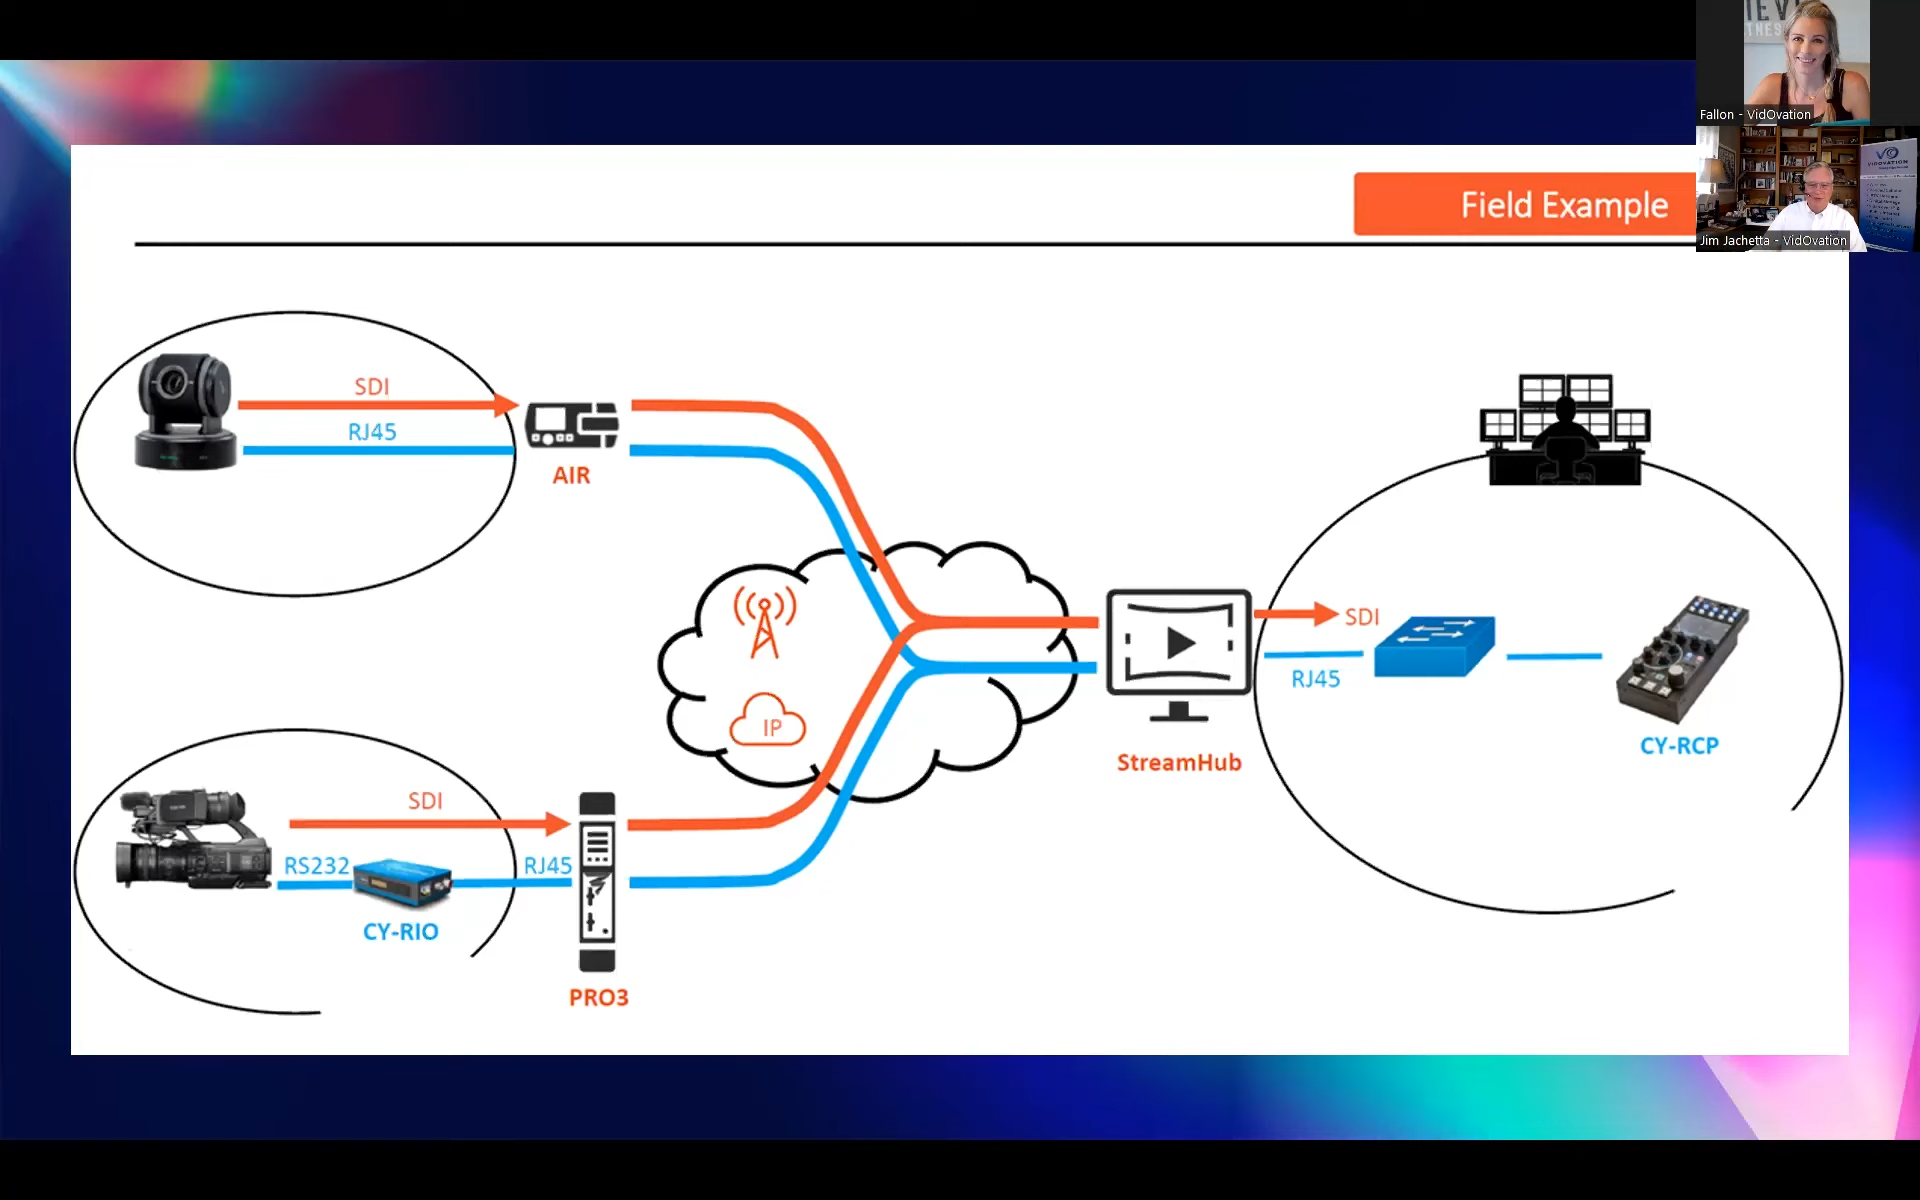 Fallon - VidOvation
VIDOVATION
Jim Jachetta - VidOvation
Field Example
SDI
RJ45
AIR
IP
StreamHub
SDI
RJ45
CY-RCP
SDI
RS232
RJ45
CY-RIO
PRO3